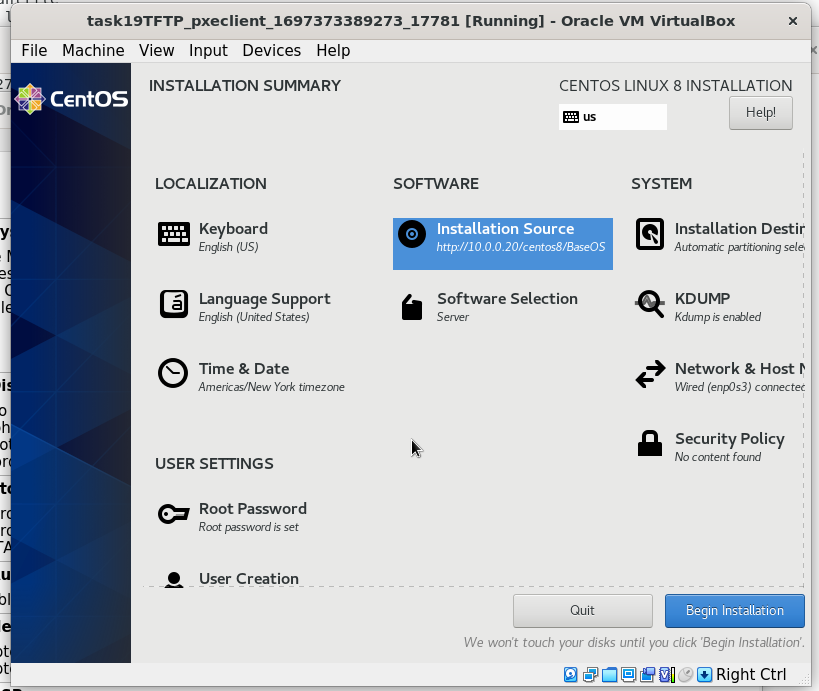 task19TFTP_pxeclient_1697373389273_17781 [Running] - Oracle VM VirtualBox
File Machine View Input Devices Help
CentOS
INSTALLATION SUMMARY
CENTOS LINUX 8 INSTALLATION
us
Help!
LOCALIZATION
Keyboard
English (US)
Language Support
English (United States)
Time & Date
Americas/New York timezone
SOFTWARE
Installation Source
http://10.0.0.20/centos8/BaseOS
Software Selection
Server
SYSTEM
Installation Destin
Automatic partitioning sele
KDUMP
Kdump is enabled
Network & Host N
Wired (enp0s3) connected
Security Policy
No content found
USER SETTINGS
Root Password
Root password is set
User Creation
Quit
Begin Installation
We won't touch your disks until you click 'Begin Installation'.
Right Ctrl